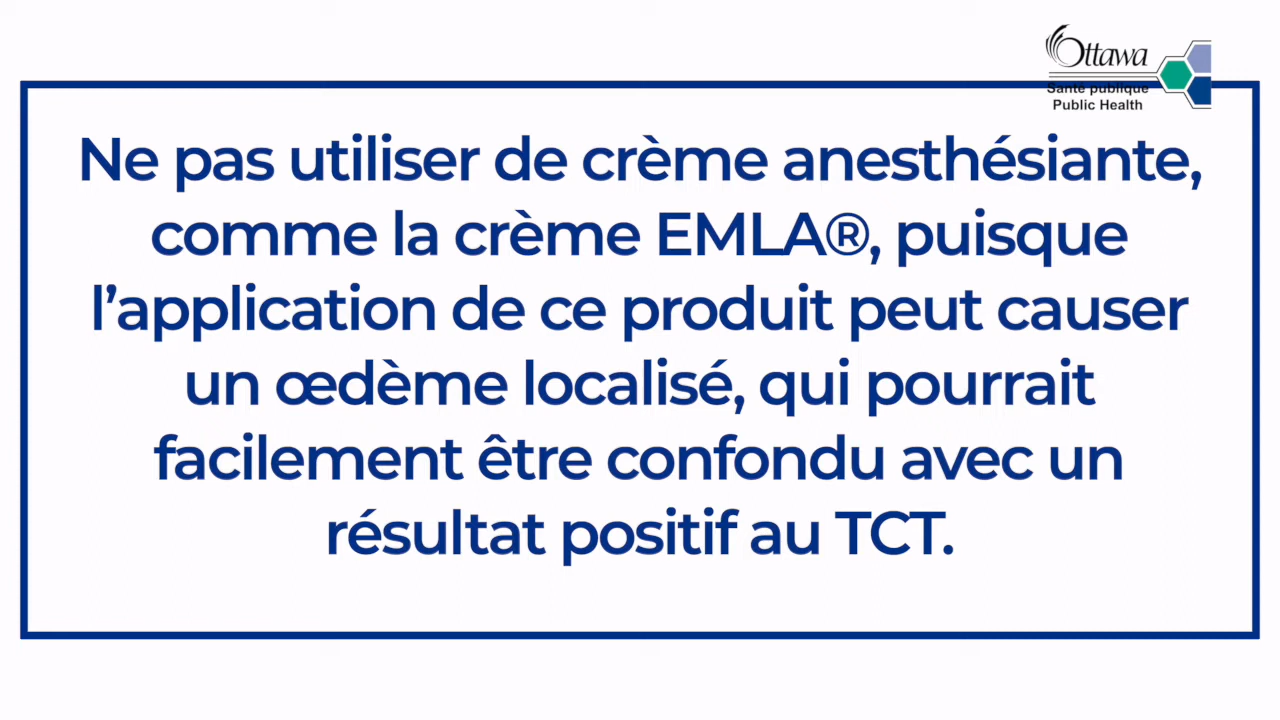 Ottawa
Santé publique
Public Health
Ne pas utiliser de crème anesthésiante,
comme la crème EMLA®, puisque
l’application de ce produit peut causer
un œdème localisé, qui pourrait
facilement être confondu avec un
résultat positif au TCT.